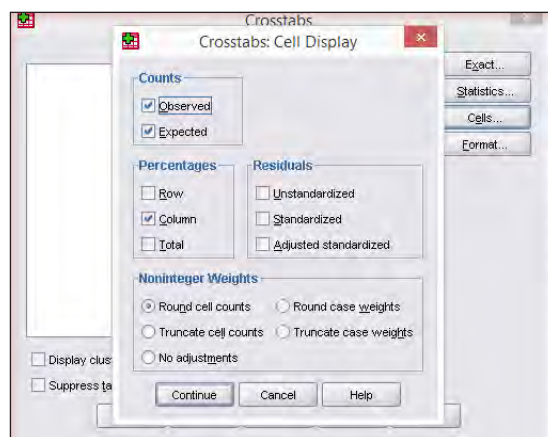 Crosstabs
Crosstabs: Cell Display
Exact...
Statistics...
Cells...
Format...
Counts
Observed
Expected
Percentages
Row
Column
Total
Residuals
Unstandardized
Standardized
Adjusted standardized
Noninteger Weights
Round cell counts
Round case weights
Truncate cell counts
Truncate case weights
No adjustments
Display clus
Suppress ta
Continue
Cancel
Help